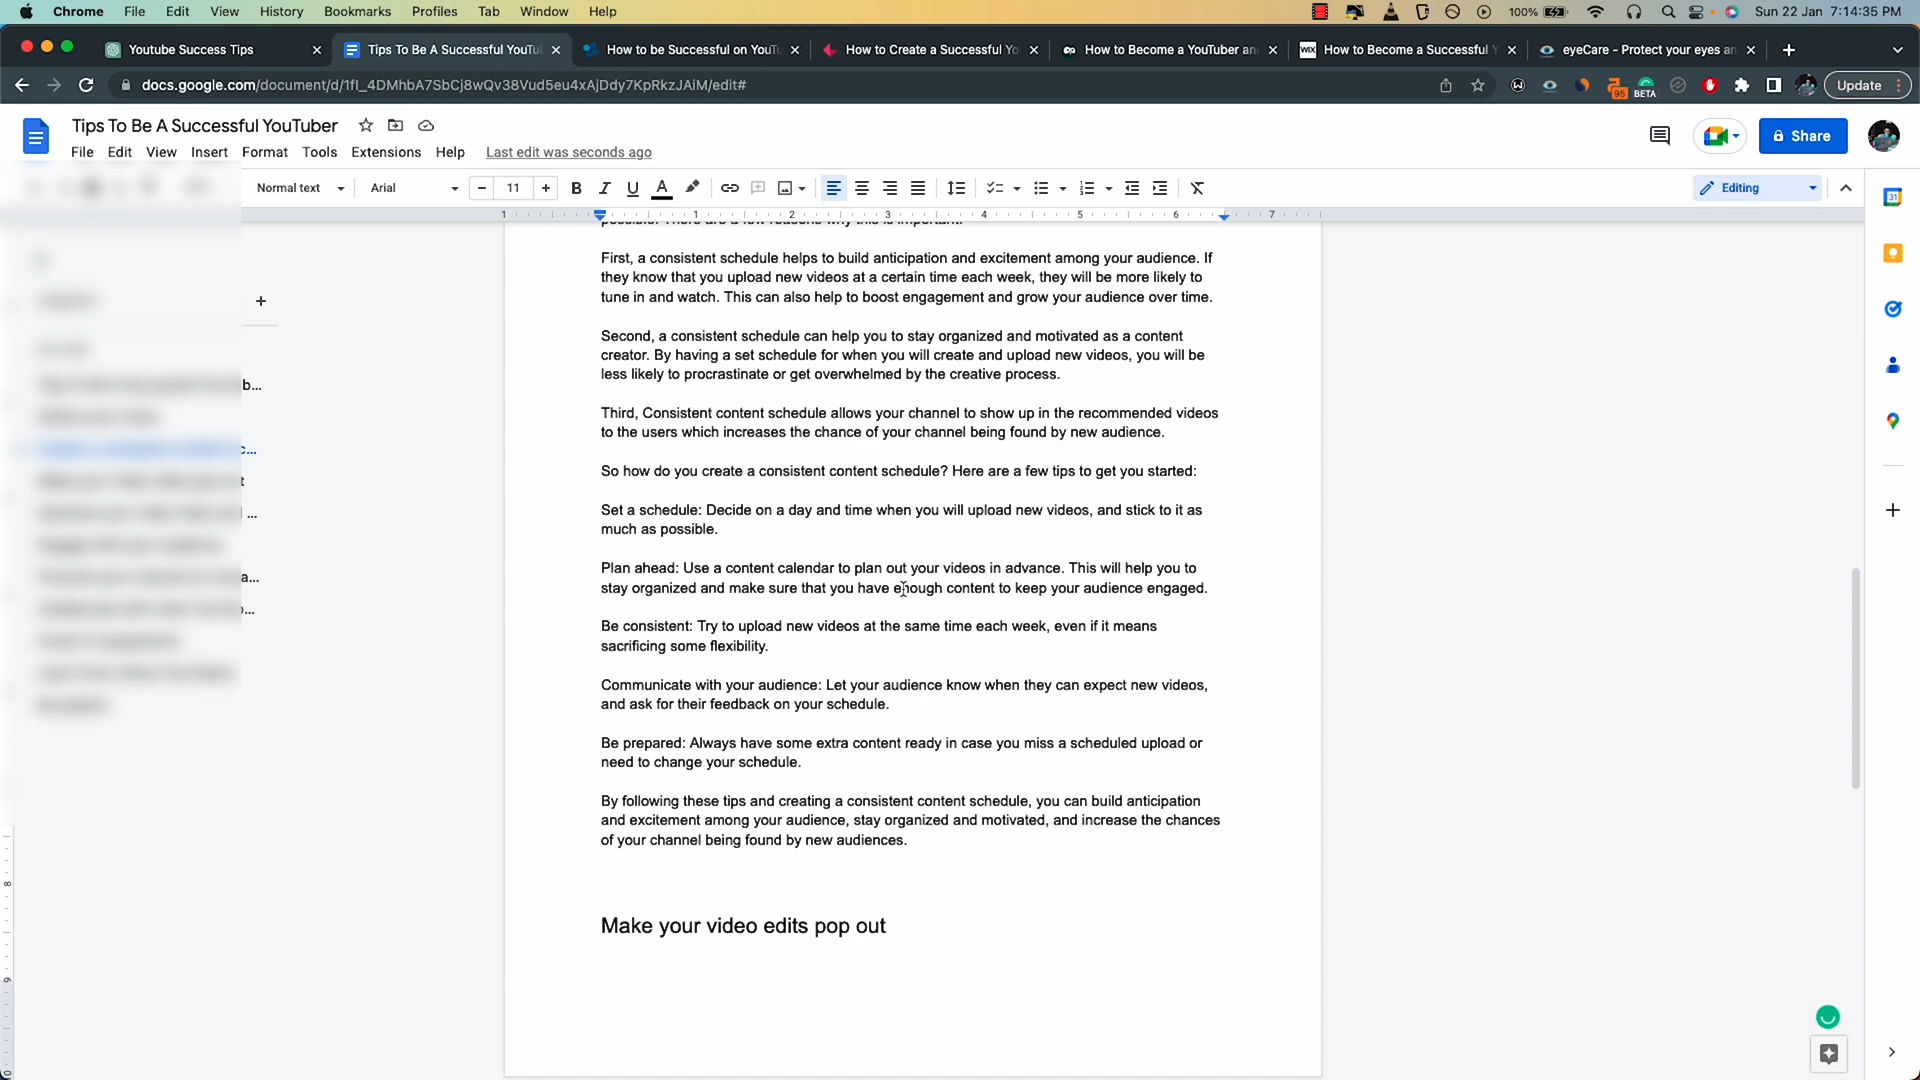 Chrome File Edit View History Bookmarks Profiles Tab Window Help 100% Sun 22 Jan 7:14:35 PM
Youtube Success Tips Tips To Be A Successful YouTu How to be Successful on YouT How to Create a Successful Yo How to Become a YouTuber an WIX How to Become a Successful Y eyeCare - Protect your eyes an
docs.google.com/document/d/1fI_4DMhbA7SbCj8wQv38Vud5eu4xAjDdy7KpRkzJAiM/edit# 95 BETA Update
Tips To Be A Successful YouTuber
Share
File Edit View Insert Format Tools Extensions Help Last edit was seconds ago
Normal text Arial 11 B I U A Editing
1 1 2 3 4 5 6 7
31
First, a consistent schedule helps to build anticipation and excitement among your audience. If
they know that you upload new videos at a certain time each week, they will be more likely to
tune in and watch. This can also help to boost engagement and grow your audience over time.
Second, a consistent schedule can help you to stay organized and motivated as a content
creator. By having a set schedule for when you will create and upload new videos, you will be
less likely to procrastinate or get overwhelmed by the creative process.
Third, Consistent content schedule allows your channel to show up in the recommended videos
to the users which increases the chance of your channel being found by new audience.
So how do you create a consistent content schedule? Here are a few tips to get you started:
Set a schedule: Decide on a day and time when you will upload new videos, and stick to it as
much as possible.
Plan ahead: Use a content calendar to plan out your videos in advance. This will help you to
stay organized and make sure that you have enough content to keep your audience engaged.
Be consistent: Try to upload new videos at the same time each week, even if it means
sacrificing some flexibility.
Communicate with your audience: Let your audience know when they can expect new videos,
and ask for their feedback on your schedule.
Be prepared: Always have some extra content ready in case you miss a scheduled upload or
need to change your schedule.
By following these tips and creating a consistent content schedule, you can build anticipation
and excitement among your audience, stay organized and motivated, and increase the chances
of your channel being found by new audiences.
Make your video edits pop out